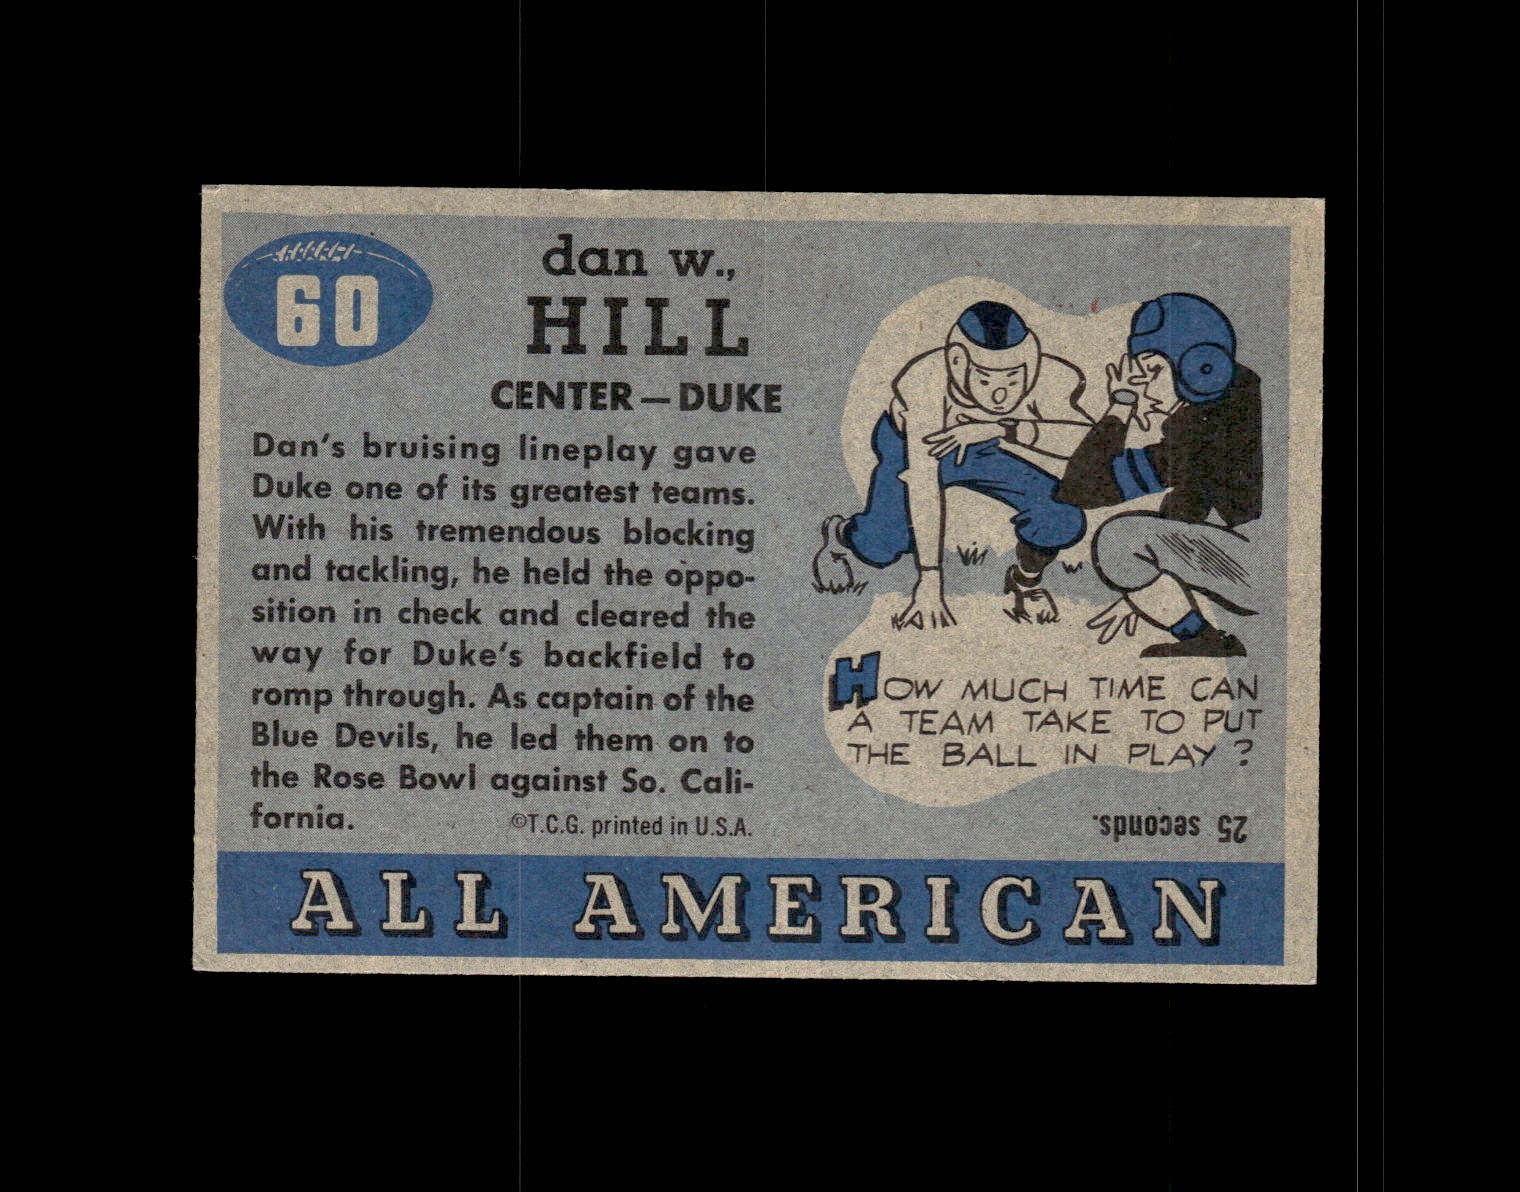 60
dan w.,
HILL
CENTER—DUKE
Dan's bruising lineplay gave
Duke one of its greatest teams.
With his tremendous blocking
and tackling, he held the oppo-
sition in check and cleared the
way for Duke's backfield to
romp through. As captain of the
Blue Devils, he led them on to
the Rose Bowl against So. Cali-
fornia.
©T.C.G. printed in U.S.A.
HOW MUCH TIME CAN
A TEAM TAKE TO PUT
THE BALL IN PLAY?
25 seconds.
ALL AMERICAN